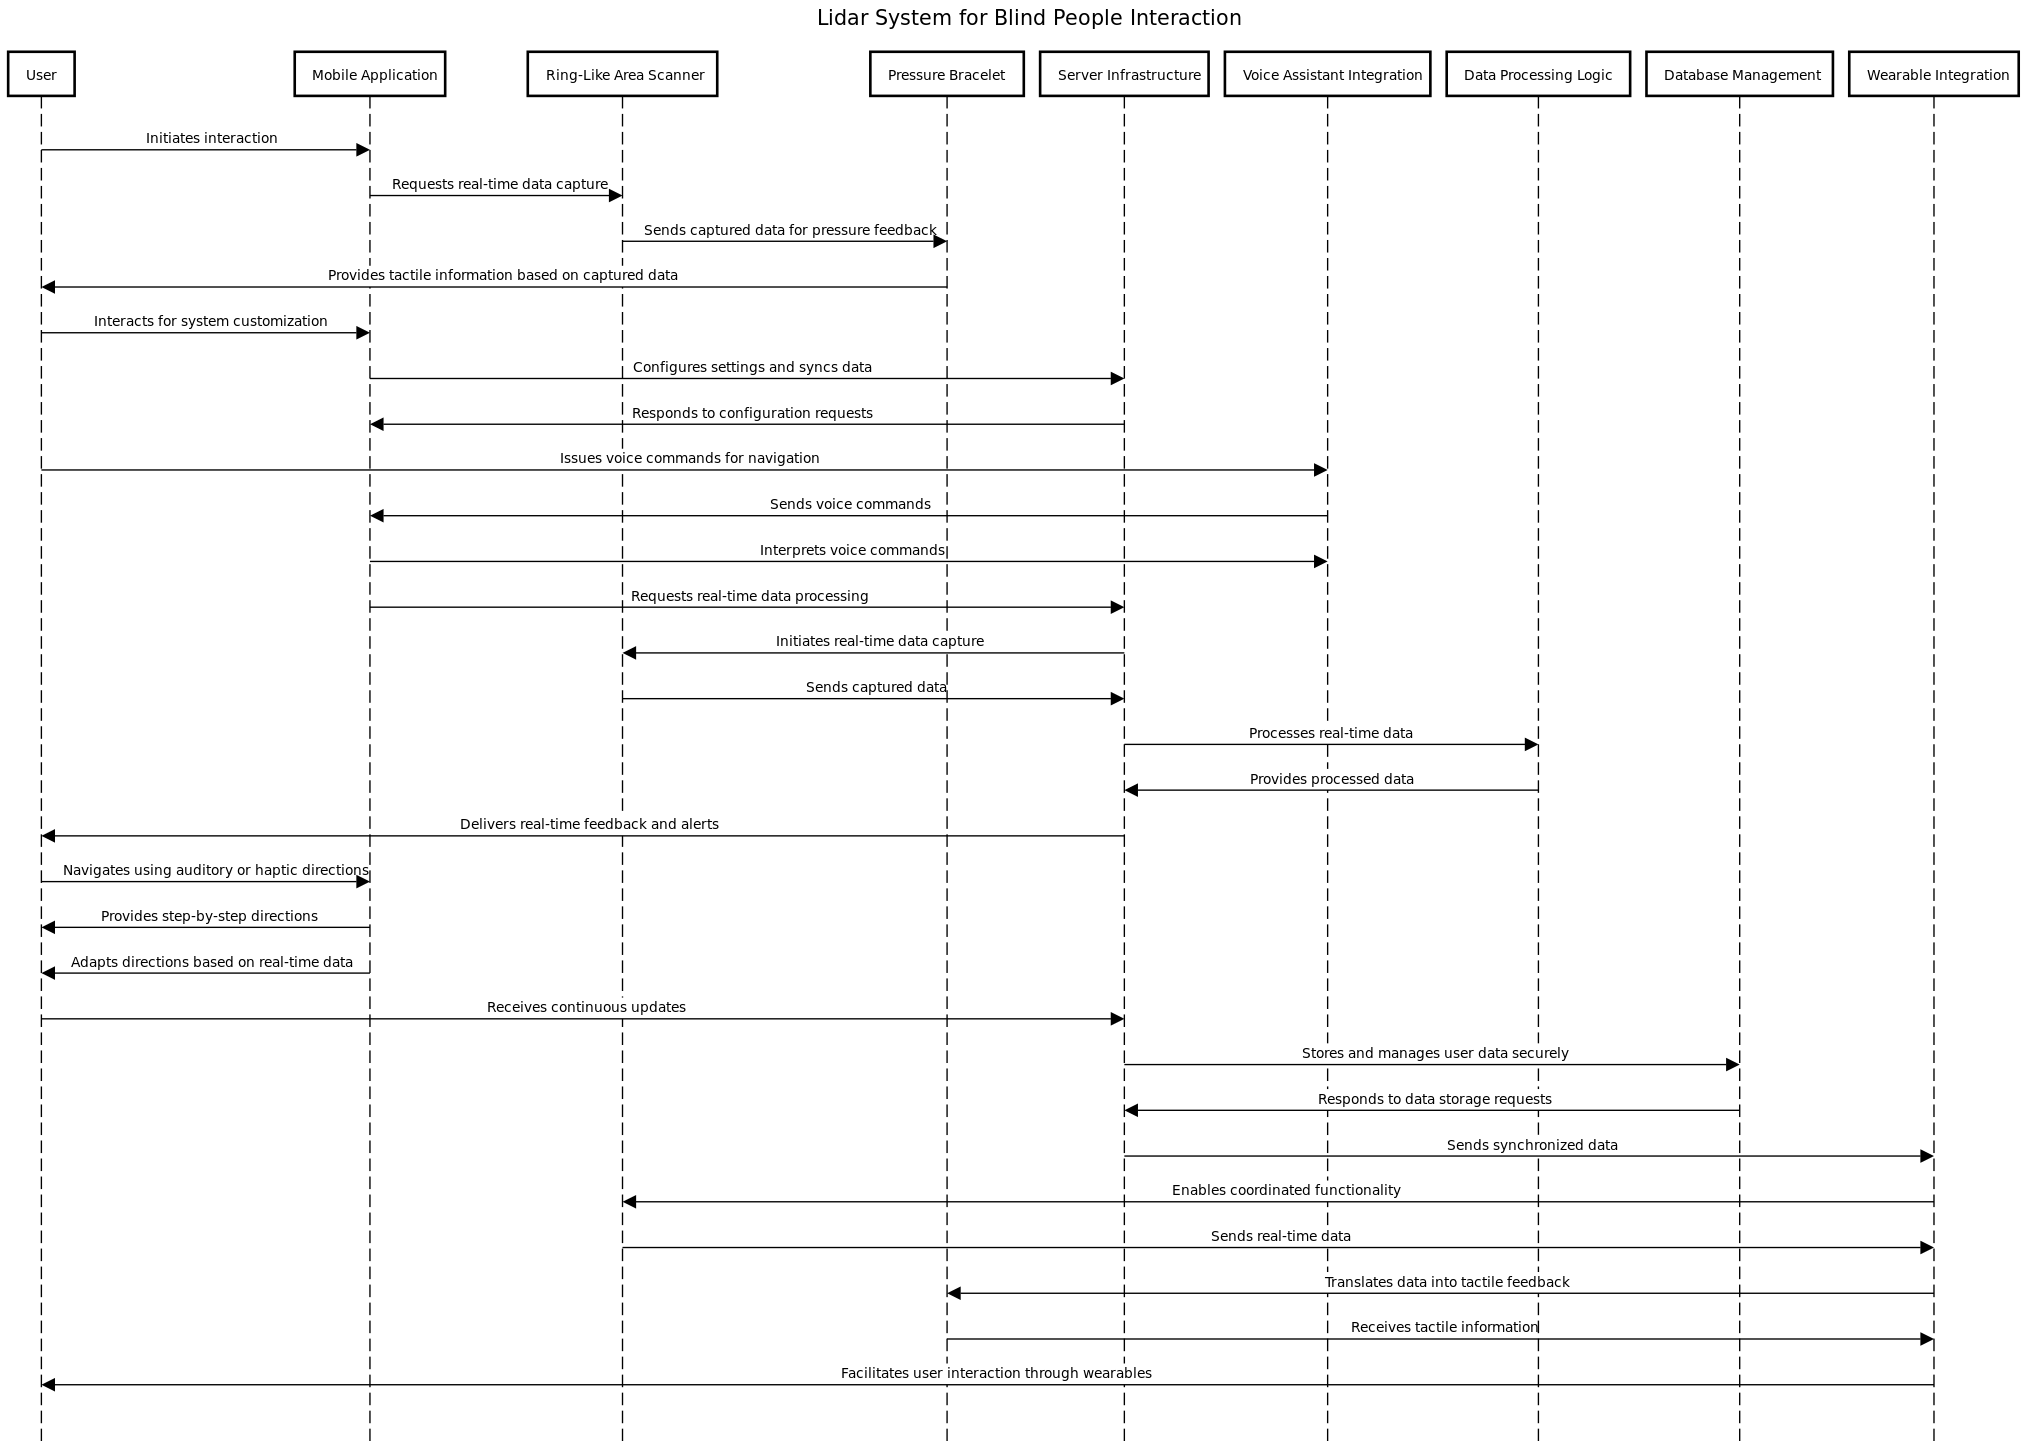 Lidar System for Blind People Interaction
User
Mobile Application
Ring-Like Area Scanner
Pressure Bracelet
Server Infrastructure
Voice Assistant Integration
Data Processing Logic
Database Management
Wearable Integration
Initiates interaction
Requests real-time data capture
Sends captured data for pressure feedback
Provides tactile information based on captured data
Interacts for system customization
Configures settings and syncs data
Responds to configuration requests
Issues voice commands for navigation
Sends voice commands
Interprets voice commands
Requests real-time data processing
Initiates real-time data capture
Sends captured data
Processes real-time data
Provides processed data
Delivers real-time feedback and alerts
Navigates using auditory or haptic directions
Provides step-by-step directions
Adapts directions based on real-time data
Receives continuous updates
Stores and manages user data securely
Responds to data storage requests
Sends synchronized data
Enables coordinated functionality
Sends real-time data
Translates data into tactile feedback
Receives tactile information
Facilitates user interaction through wearables